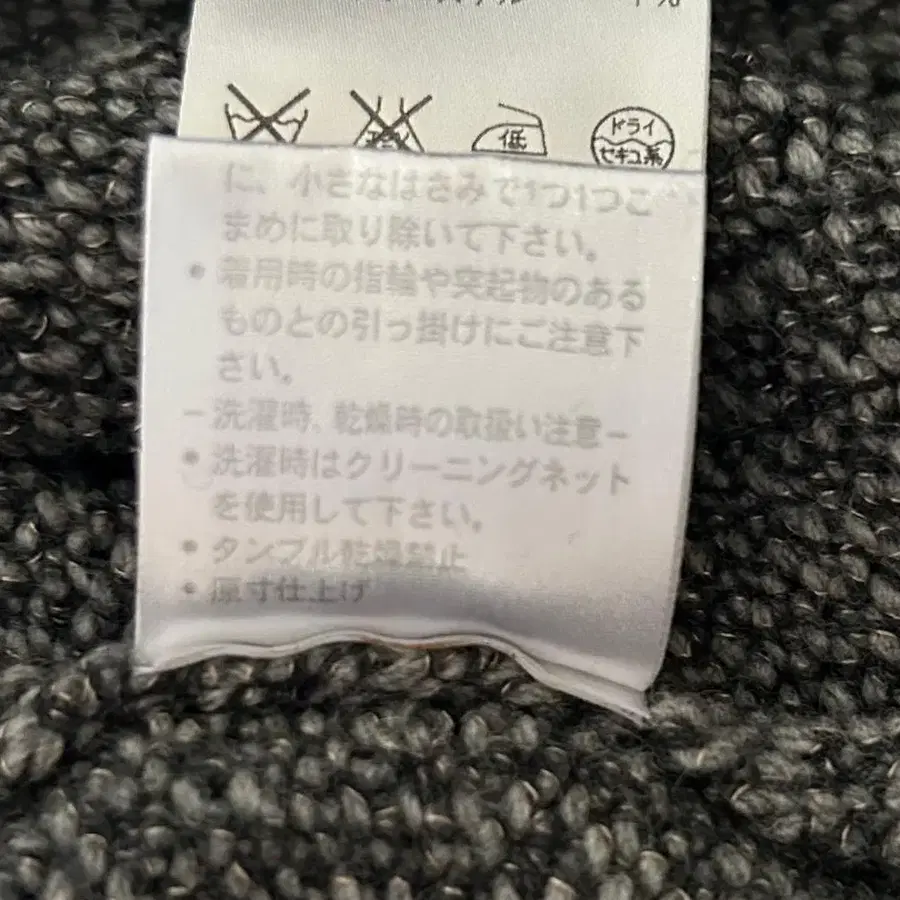 低
ドライ
セキユ系
に、小さなはさみで1つ1つこ
まめに取り除いて下さい。
• 着用時の指輪や突起物のある
ものとの引っ掛けにご注意下
さい。
－洗濯時、乾燥時の取扱い注意－
• 洗濯時はクリーニングネット
を使用して下さい。
• タンブル乾燥禁止
• 原寸仕上げ